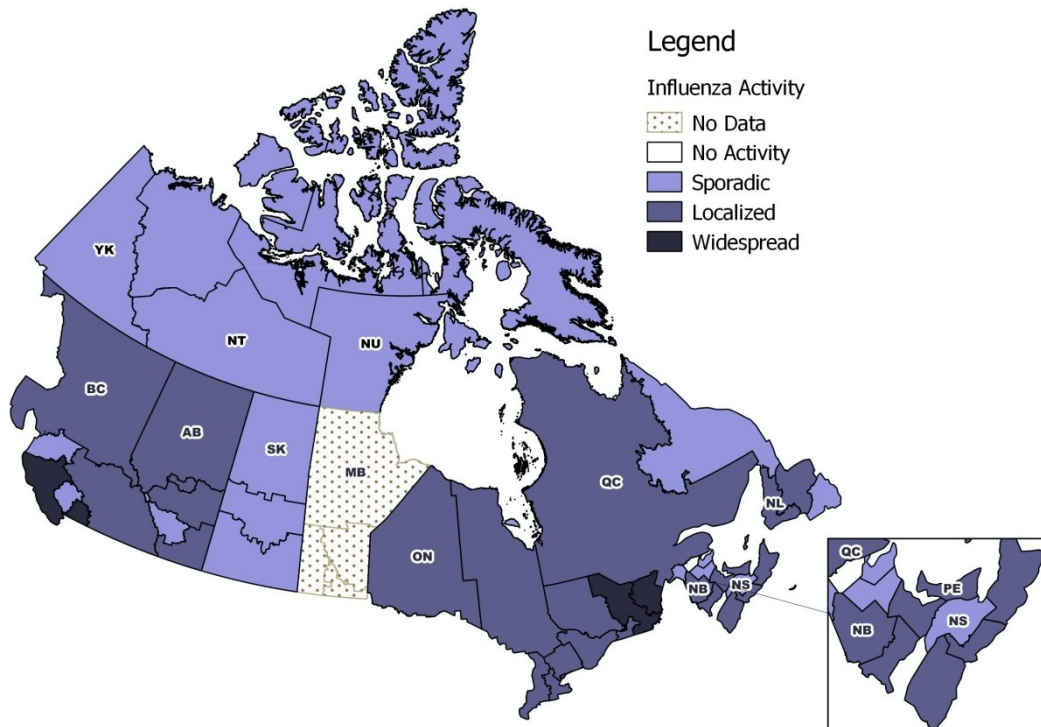 Legend
Influenza Activity
No Data
No Activity
Sporadic
Localized
Widespread
YK
NT
NU
BC
AB
SK
MB
QC
ON
NL
NB
NS
QC
PE
NS
NB